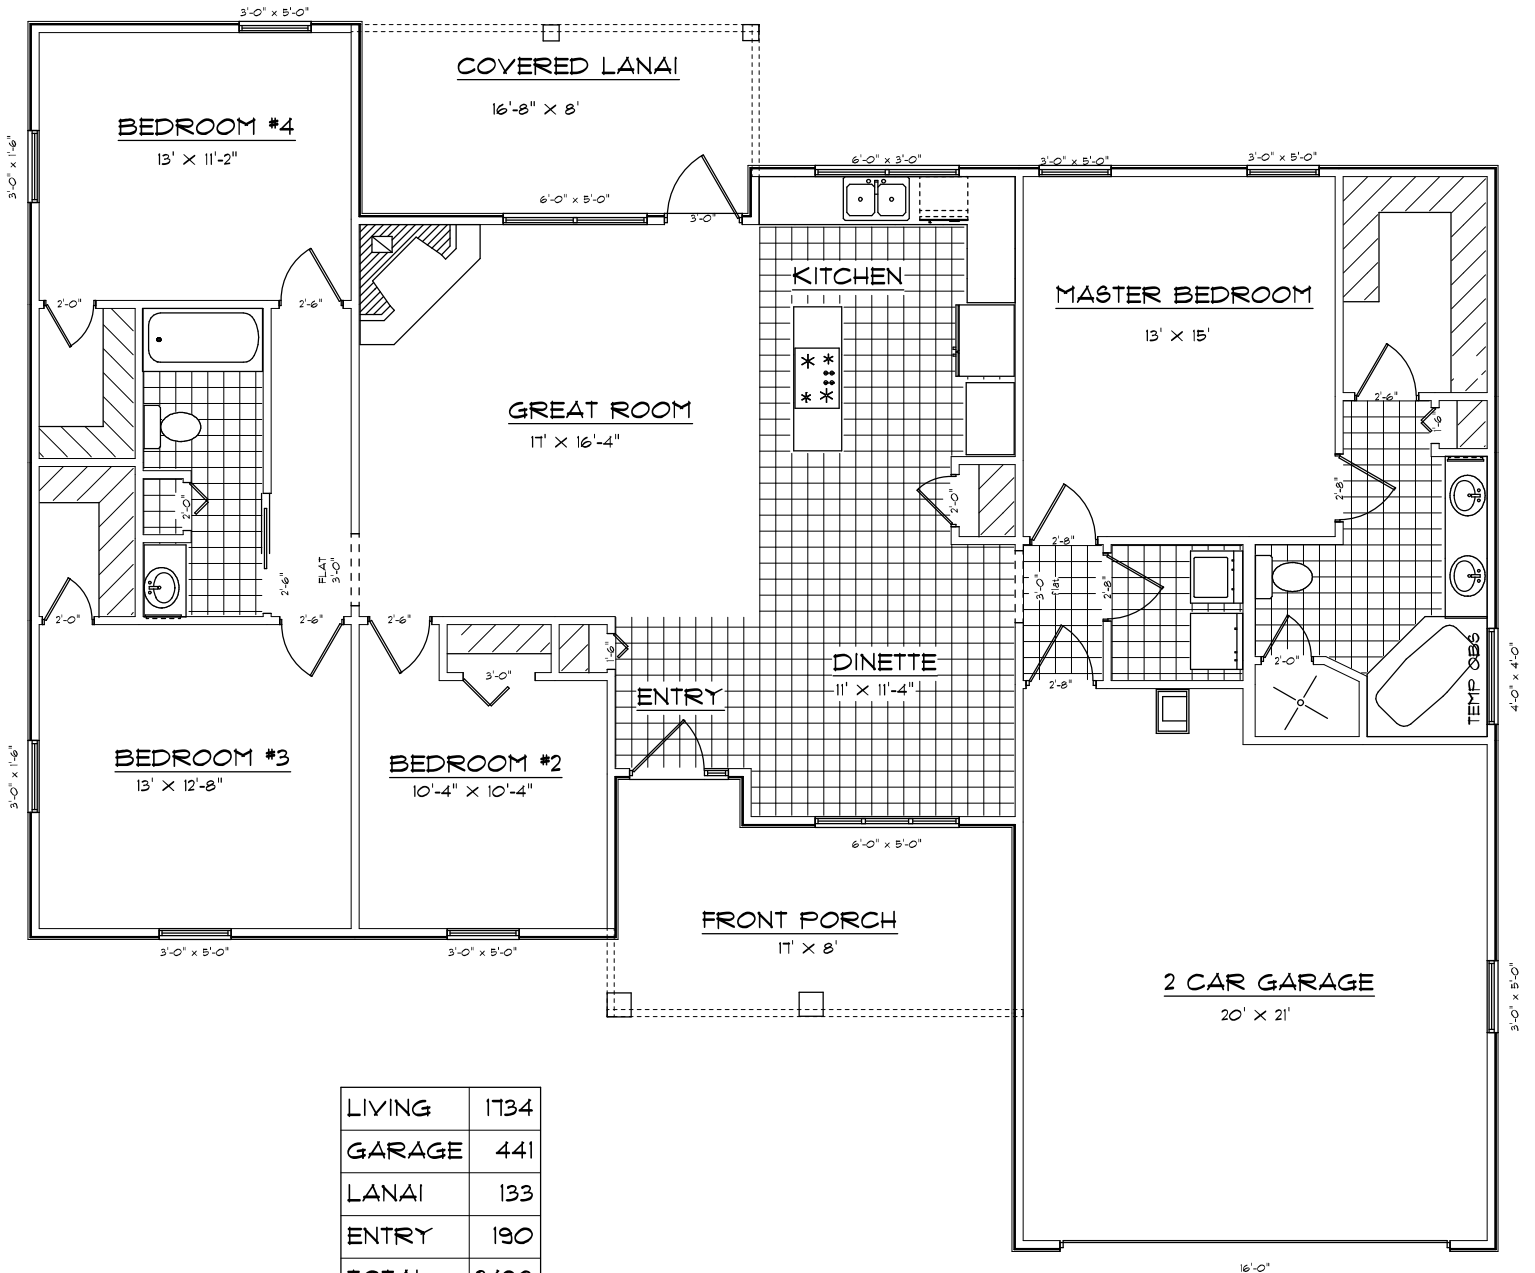 3'-0" x 5'-0"
COVERED LANAI
16'-8" X 8'
BEDROOM #4
13' X 11'-2"
3'-0" x 1'-6"
6'-0" x 5'-0"
3'-0"
6'-0" x 3'-0"
3'-0" x 5'-0"
3'-0" x 5'-0"
KITCHEN
MASTER BEDROOM
13' X 15'
2'-0"
2'-6"
GREAT ROOM
17' X 16'-4"
2'-6"
1'-6"
2'-0"
2'-0"
2'-8"
2'-8"
FLAT
3'-0"
2'-6"
3'-0"
flat
2'-8"
2'-0"
2'-6"
2'-6"
1'-6"
2'-0"
DINETTE
11' X 11'-4"
2'-8"
3'-0"
ENTRY
TEMP OBS
4'-0" x 4'-0"
BEDROOM #3
13' X 12'-8"
BEDROOM #2
10'-4" X 10'-4"
3'-0" x 1'-6"
6'-0" x 5'-0"
FRONT PORCH
17' X 8'
3'-0" x 5'-0"
3'-0" x 5'-0"
2 CAR GARAGE
20' X 21'
3'-0" x 5'-0"
LIVING 1734
GARAGE 441
LANAI 133
ENTRY 190
16'-0"